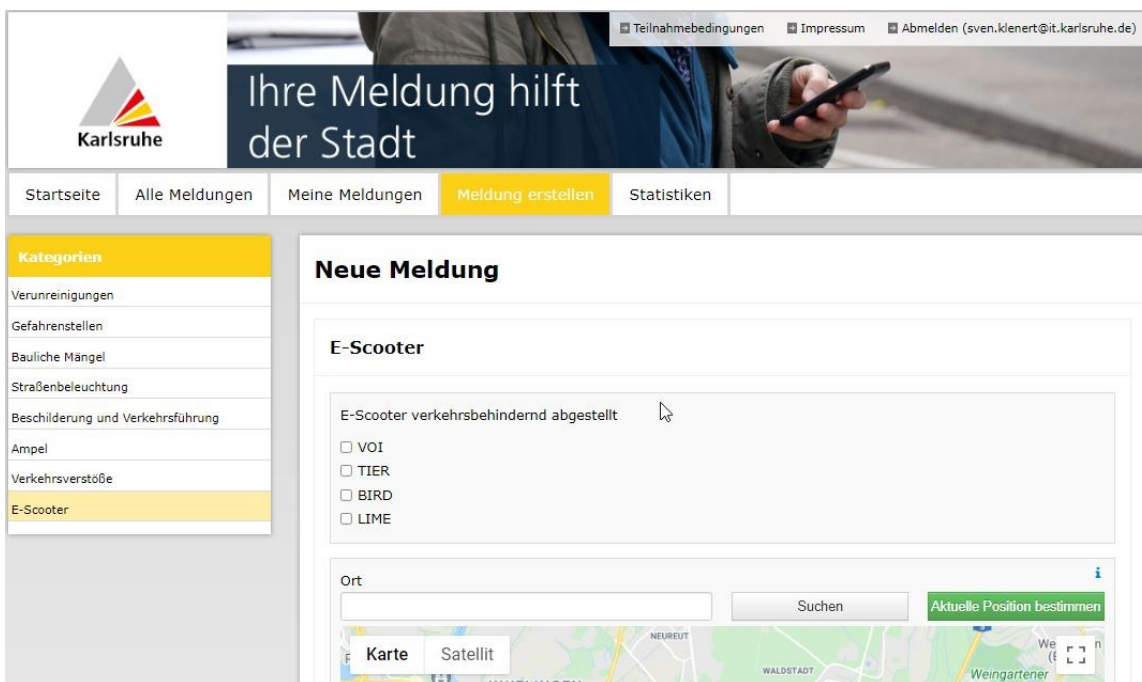 Teilnahmebedingungen Impressum Abmelden (sven.klenert@it.karlsruhe.de)
Karlsruhe
Ihre Meldung hilft
der Stadt
Startseite Alle Meldungen Meine Meldungen Meldung erstellen Statistiken
Kategorien
Verunreinigungen
Gefahrenstellen
Bauliche Mängel
Straßenbeleuchtung
Beschilderung und Verkehrsführung
Ampel
Verkehrsverstöße
E-Scooter
Neue Meldung
E-Scooter
E-Scooter verkehrsbehindernd abgestellt
VOI
TIER
BIRD
LIME
Ort
Suchen Aktuelle Position bestimmen
Karte Satellit
NEUREUT
WALDSTADT
Weingartener